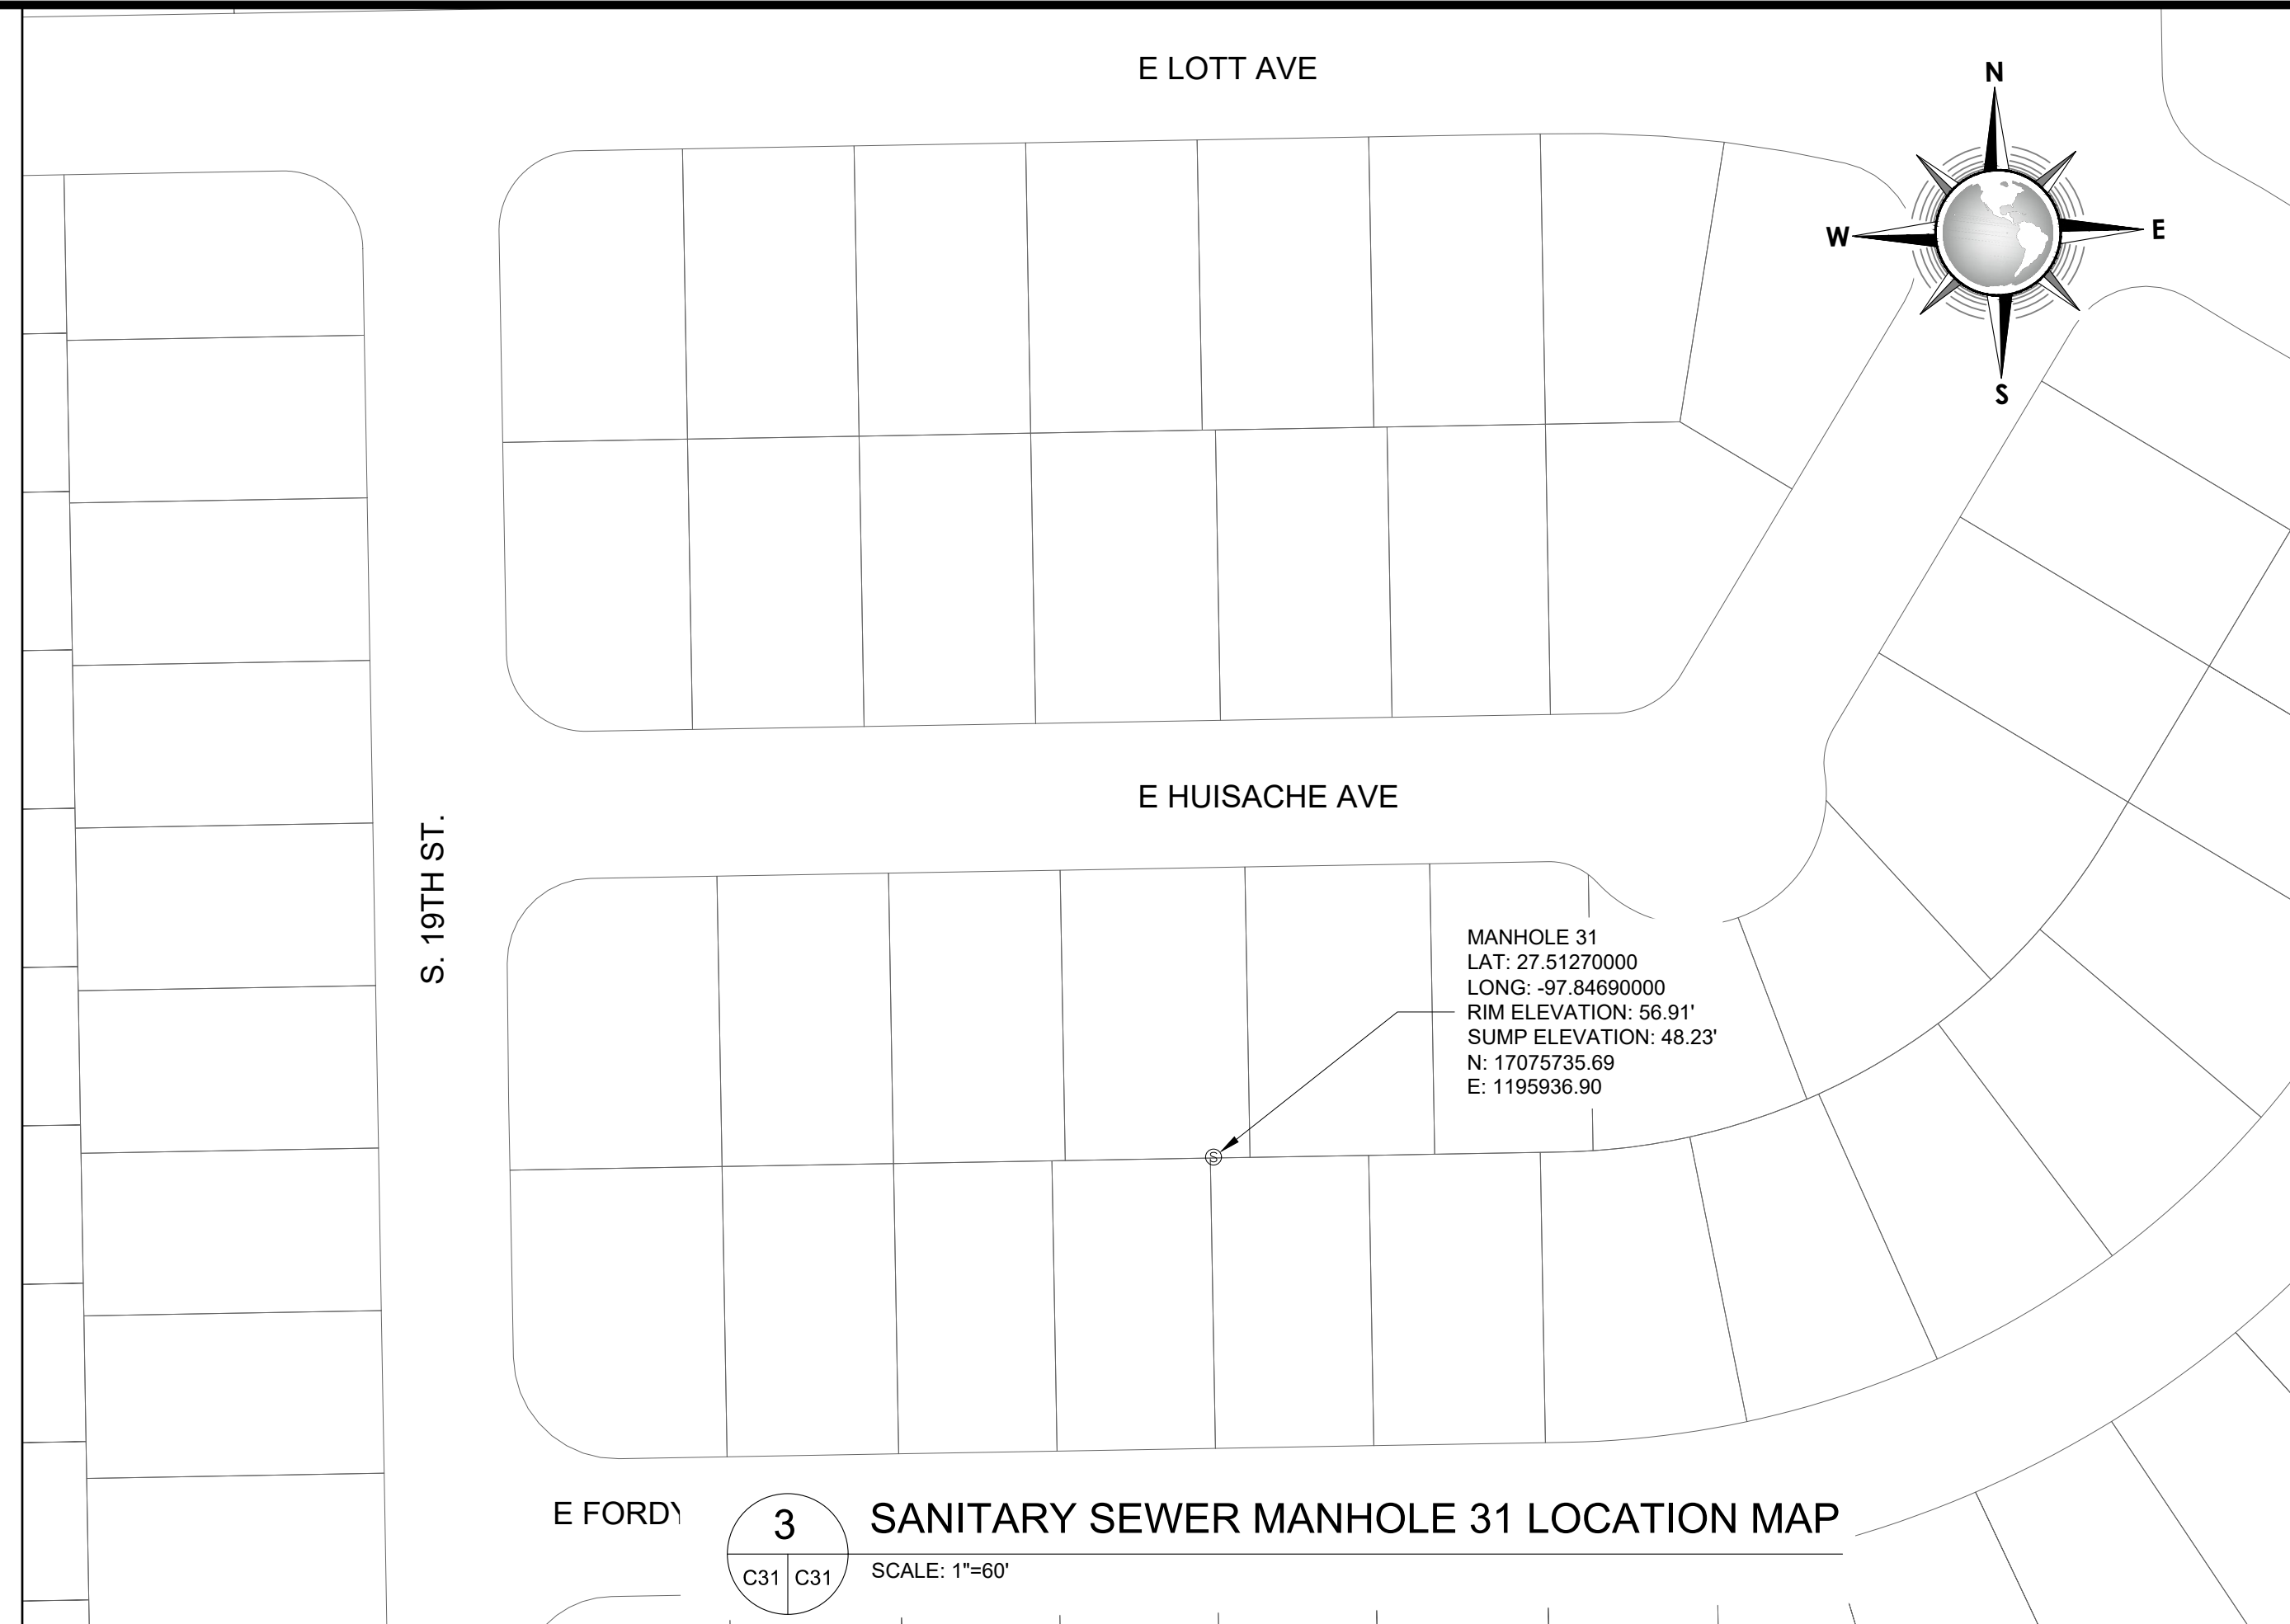 E LOTT AVE
N
W
E
S
E HUISACHE AVE
S. 19TH ST.
MANHOLE 31
LAT: 27.51270000
LONG: -97.84690000
RIM ELEVATION: 56.91'
SUMP ELEVATION: 48.23'
N: 17075735.69
E: 1195936.90
S
E FORDY
3
SANITARY SEWER MANHOLE 31 LOCATION MAP
C31
C31
SCALE: 1"=60'